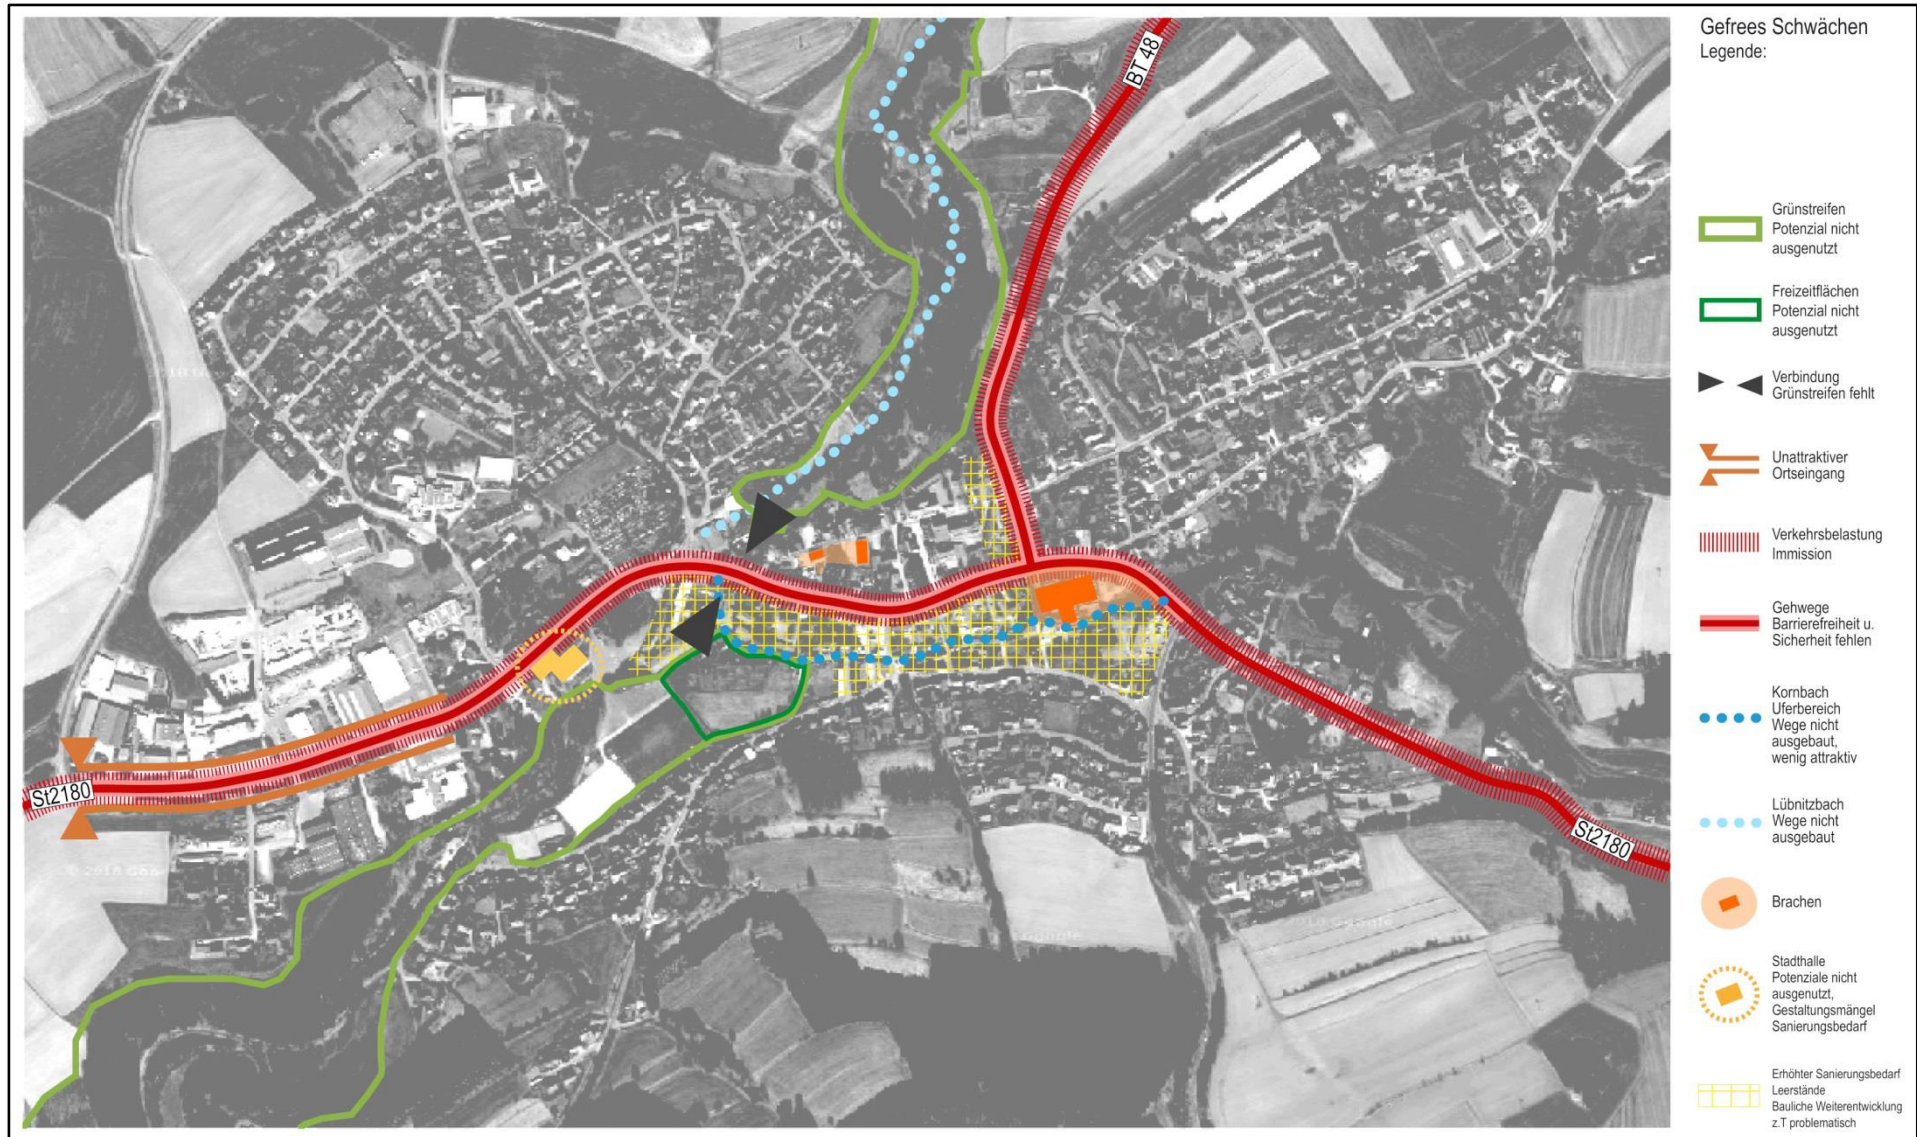 Gefrees Schwächen
Legende:
BT 48
Grünstreifen
Potenzial nicht
ausgenutzt
Freizeitflächen
Potenzial nicht
ausgenutzt
Verbindung
Grünstreifen fehlt
Unattraktiver
Ortseingang
Verkehrsbelastung
Immission
Gehwege
Barrierefreiheit u.
Sicherheit fehlen
Kornbach
Uferbereich
Wege nicht
ausgebaut,
wenig attraktiv
St2180
St2180
Lübnitzbach
Wege nicht
ausgebaut
Brachen
Stadthalle
Potenziale nicht
ausgenutzt,
Gestaltungsmängel
Sanierungsbedarf
Erhöhter Sanierungsbedarf
Leerstände
Bauliche Weiterentwicklung
z.T problematisch
Google
Google